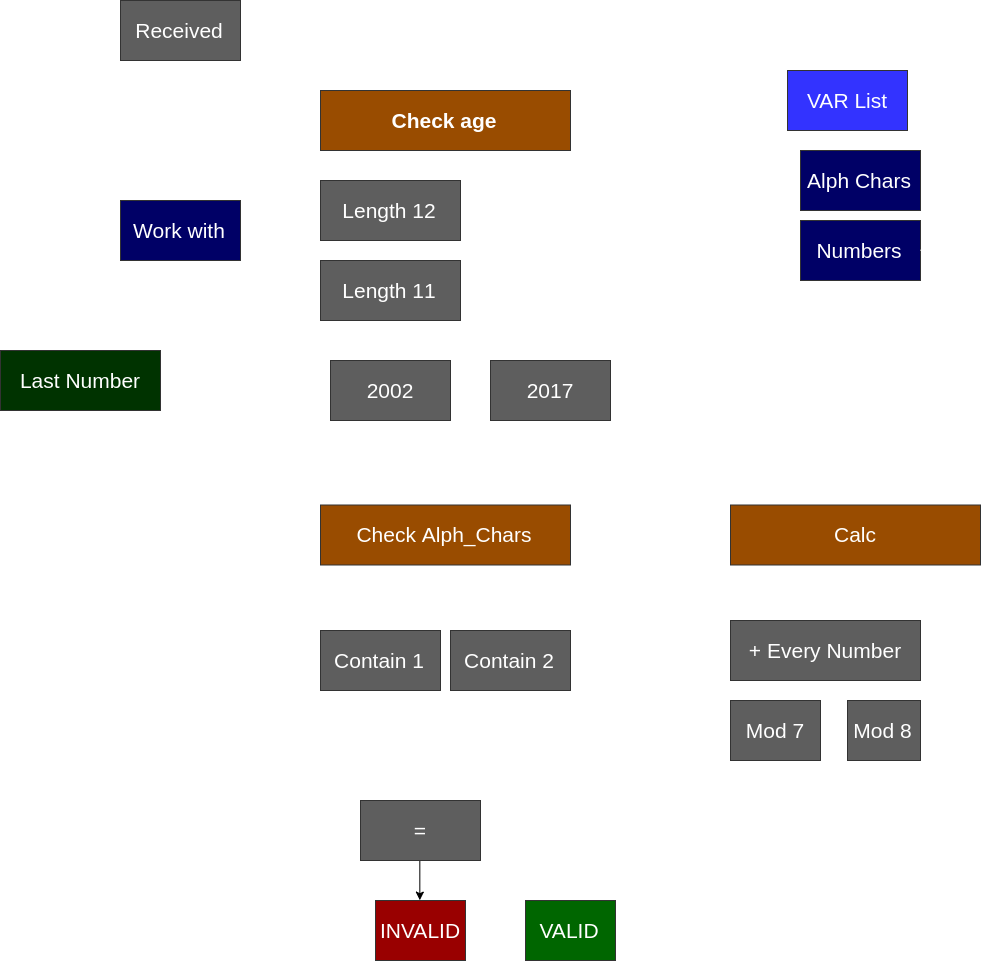 Received
VAR List
Check age
Alph Chars
Length 12
Work with
Numbers
Length 11
Last Number
2002
2017
Check Alph_Chars
Calc
+ Every Number
Contain 1
Contain 2
Mod 7
Mod 8
=
INVALID
VALID